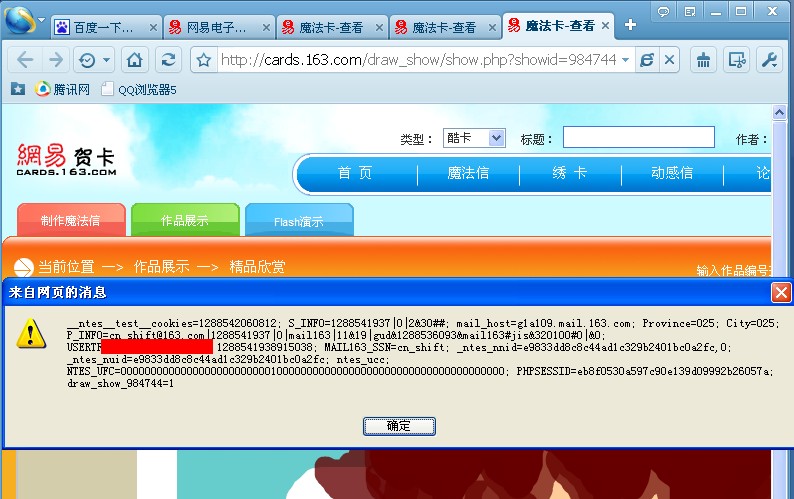 百度一下...
网易电子...
魔法卡-查看
魔法卡-查看
魔法卡-查看
http://cards.163.com/draw_show/show.php?showid=984744
腾讯网
QQ浏览器5
網易 贺卡
CARDS.163.COM
类型：
酷卡
标题：
作者：
首 页
魔法信
绣 卡
动感信
论
制作魔法信
作品展示
Flash演示
当前位置 —> 作品展示 —> 精品欣赏
输入作品编号
来自网页的消息
__ntes__test__cookies=1288542060812; S_INFO=1288541937|0|2&30##; mail_host=g1a109.mail.163.com; Province=025; City=025;
P_INFO=cn_shift@163.com|1288541937|0|mail163|11&19|gud&1288536093&mail163#jis&320100#0|&0;
USERTR 1288541938915038; MAIL163_SSN=cn_shift; _ntes_nnid=e9833dd8c8c44ad1c329b2401bc0a2fc,0;
_ntes_nuid=e9833dd8c8c44ad1c329b2401bc0a2fc; ntes_ucc;
PHPSESSID=eb8f0530a597c90e139d09992b26057a;
draw_show_984744=1
确定